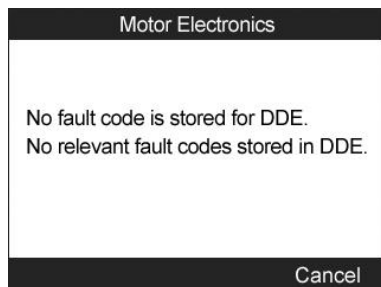 Motor Electronics
No fault code is stored for DDE.
No relevant fault codes stored in DDE.
Cancel